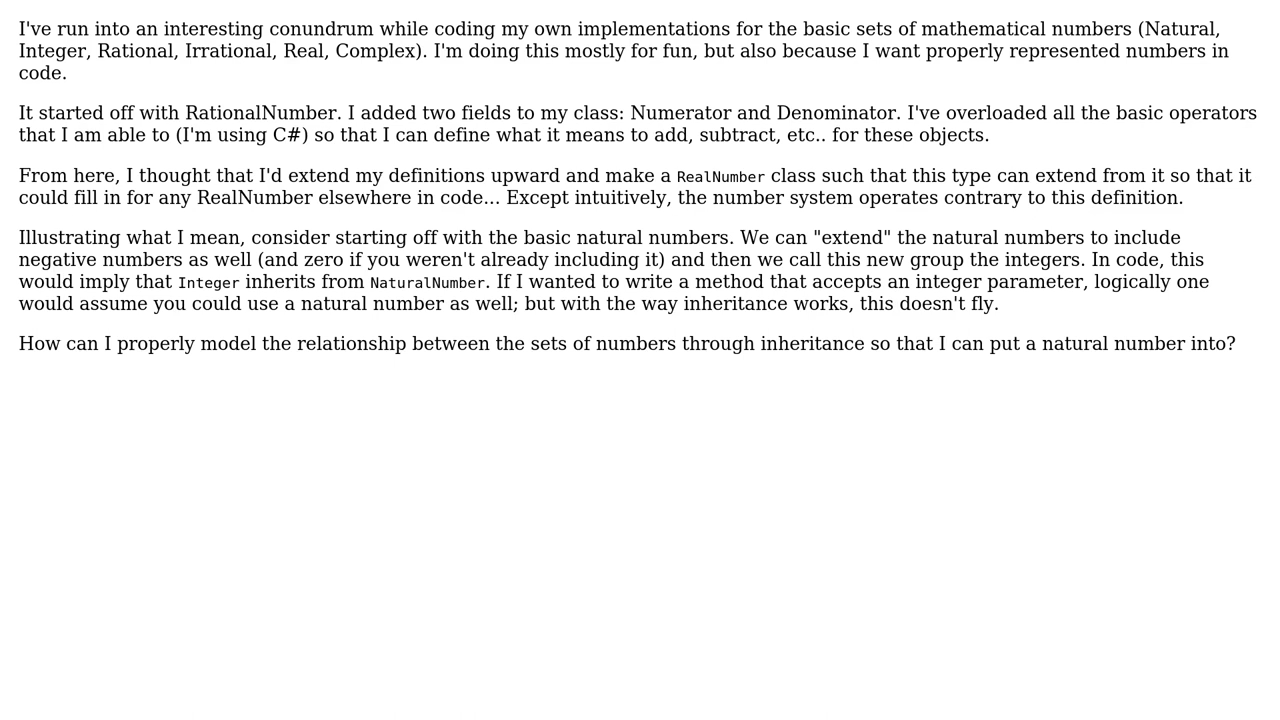 I've run into an interesting conundrum while coding my own implementations for the basic sets of mathematical numbers (Natural,
Integer, Rational, Irrational, Real, Complex). I'm doing this mostly for fun, but also because I want properly represented numbers in
code.
It started off with RationalNumber. I added two fields to my class: Numerator and Denominator. I've overloaded all the basic operators
that I am able to (I'm using C#) so that I can define what it means to add, subtract, etc.. for these objects.
From here, I thought that I'd extend my definitions upward and make a RealNumber class such that this type can extend from it so that it
could fill in for any RealNumber elsewhere in code... Except intuitively, the number system operates contrary to this definition.
Illustrating what I mean, consider starting off with the basic natural numbers. We can "extend" the natural numbers to include
negative numbers as well (and zero if you weren't already including it) and then we call this new group the integers. In code, this
would imply that Integer inherits from NaturalNumber. If I wanted to write a method that accepts an integer parameter, logically one
would assume you could use a natural number as well; but with the way inheritance works, this doesn't fly.
How can I properly model the relationship between the sets of numbers through inheritance so that I can put a natural number into?